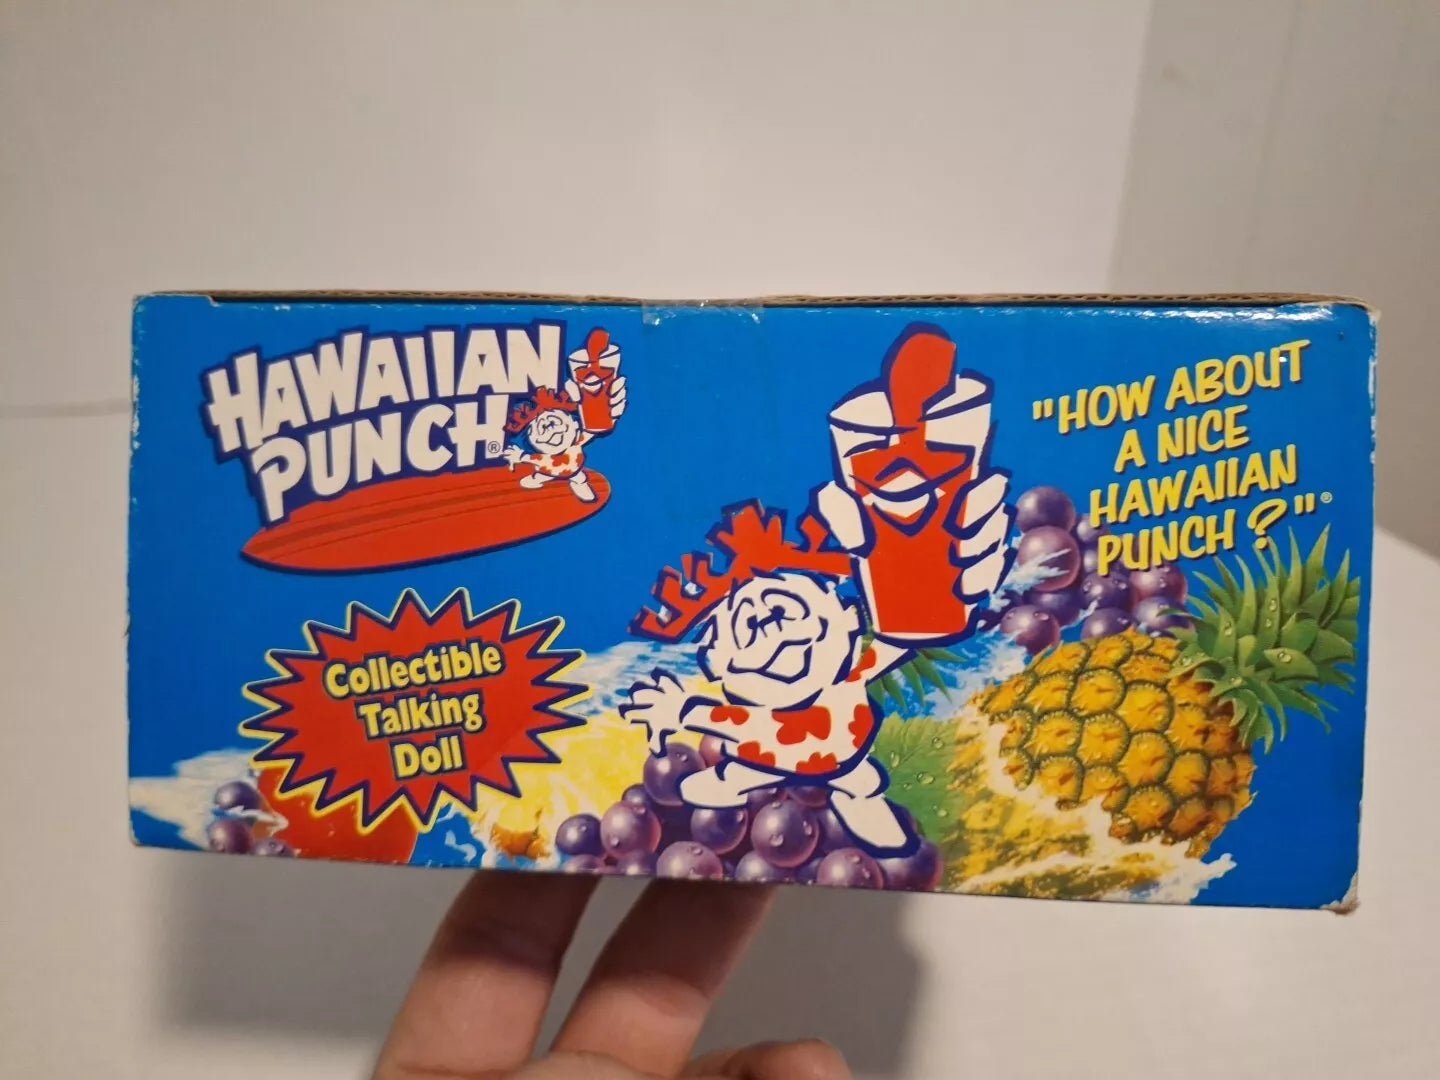 HAWAIIAN
PUNCH®
Collectible
Talking
Doll
"HOW ABOUT
A NICE
HAWAIIAN
PUNCH?"®